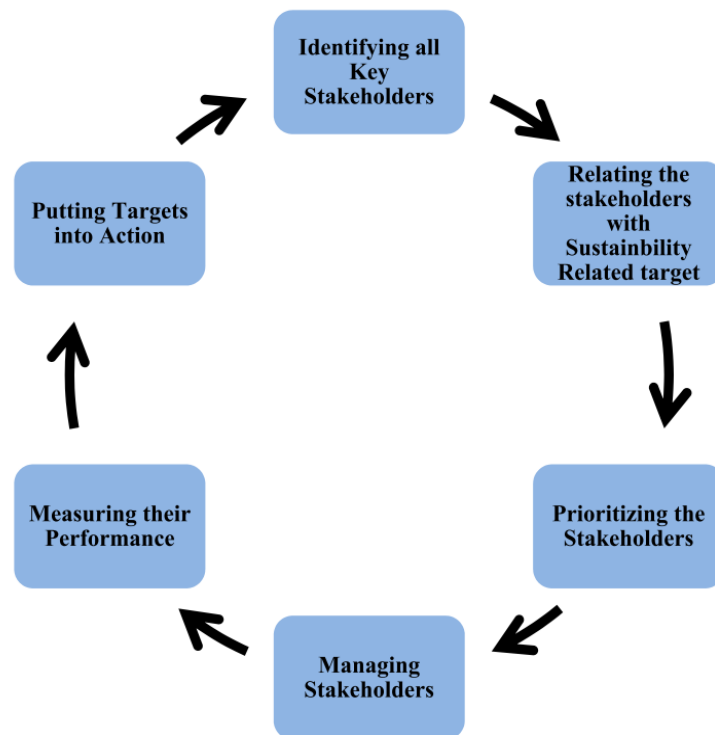 Identifying all
Key
Stakeholders
Relating the
stakeholders
with
Sustainbility
Related target
Prioritizing the
Stakeholders
Managing
Stakeholders
Measuring their
Performance
Putting Targets
into Action